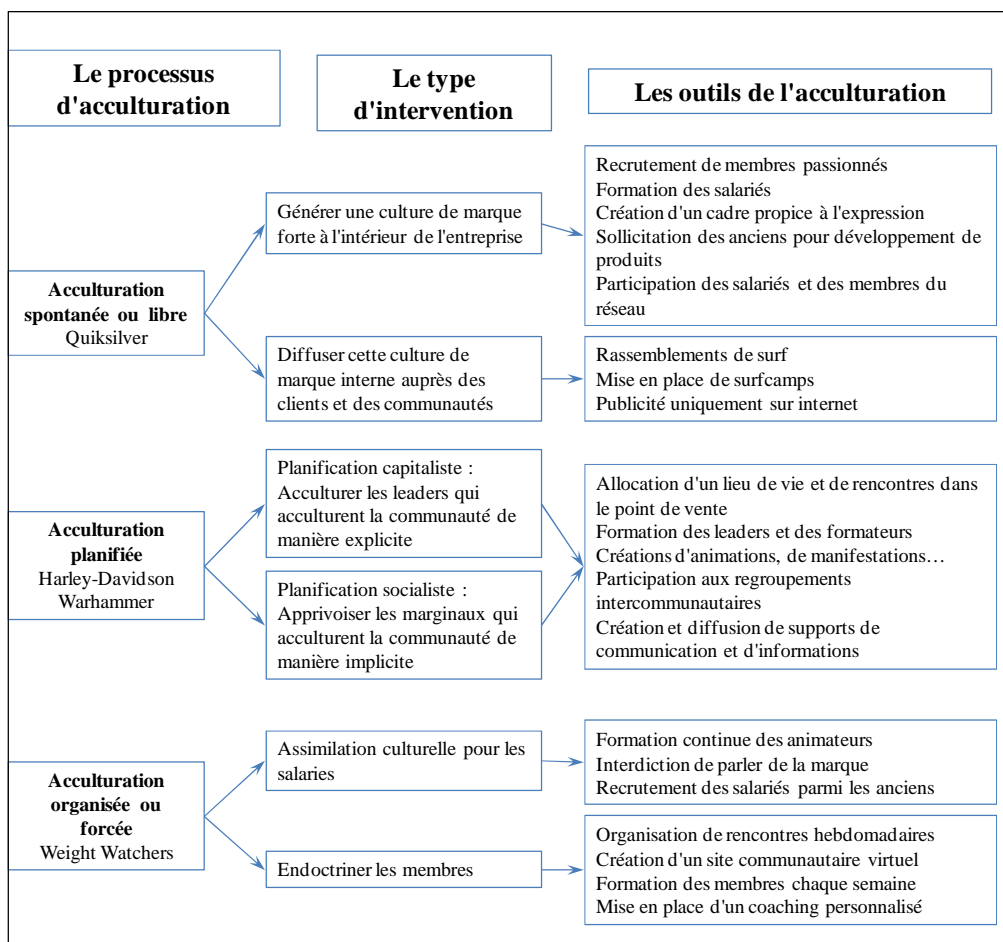 Le processus
d'acculturation
Le type
d'intervention
Les outils de l'acculturation
Acculturation
spontanée ou libre
Quiksilver
Générer une culture de marque
forte à l'intérieur de l'entreprise
Recrutement de membres passionnés
Formation des salariés
Création d'un cadre propice à l'expression
Sollicitation des anciens pour développement de
produits
Participation des salariés et des membres du
réseau
Diffuser cette culture de
marque interne auprès des
clients et des communautés
Rassemblements de surf
Mise en place de surfcamps
Publicité uniquement sur internet
Acculturation
planifiée
Harley-Davidson
Warhammer
Planification capitaliste :
Acculturer les leaders qui
acculturent la communauté de
manière explicite
Planification socialiste :
Apprivoiser les marginaux qui
acculturent la communauté de
manière implicite
Allocation d'un lieu de vie et de rencontres dans
le point de vente
Formation des leaders et des formateurs
Créations d'animations, de manifestations…
Participation aux regroupements
intercommunautaires
Création et diffusion de supports de
communication et d'informations
Acculturation
organisée ou
forcée
Weight Watchers
Assimilation culturelle pour les
salaries
Formation continue des animateurs
Interdiction de parler de la marque
Recrutement des salariés parmi les anciens
Endoctriner les membres
Organisation de rencontres hebdomadaires
Création d'un site communautaire virtuel
Formation des membres chaque semaine
Mise en place d'un coaching personnalisé